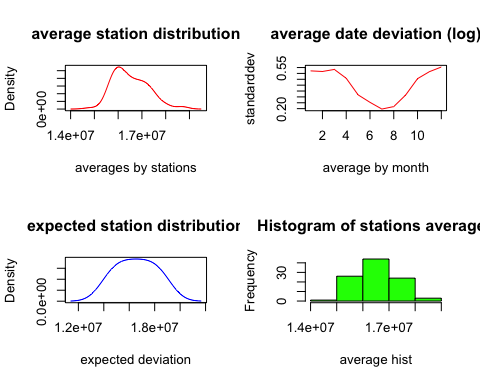 average station distribution
Density
0e+00
1.4e+07 1.7e+07
averages by stations
average date deviation (log)
standarddev
0.20 0.55
2 4 6 8 10
average by month
expected station distribution
Density
0.0e+00
1.2e+07 1.8e+07
expected deviation
Histogram of stations average
Frequency
0 30
1.4e+07 1.7e+07
average hist